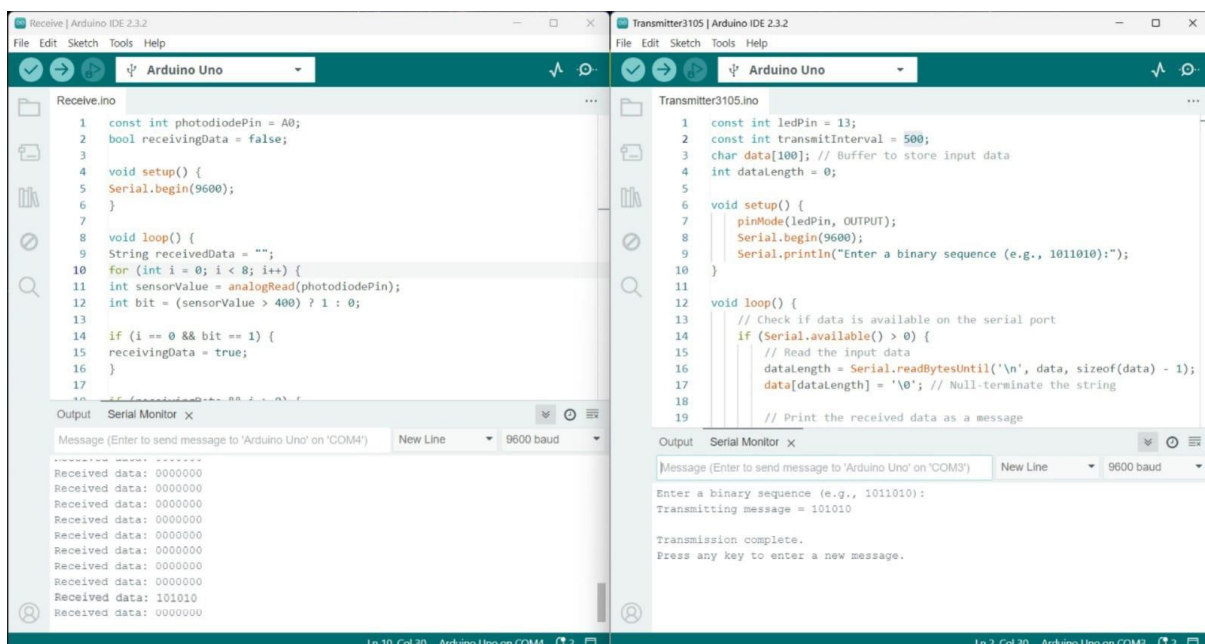 Receive | Arduino IDE 2.3.2
File Edit Sketch Tools Help
Arduino Uno
Receive.ino
1 const int photodiodePin = A0;
2 bool receivingData = false;
3
4 void setup() {
5 Serial.begin(9600);
6 }
7
8 void loop() {
9 String receivedData = "";
10 for (int i = 0; i < 8; i++) {
11 int sensorValue = analogRead(photodiodePin);
12 int bit = (sensorValue > 400) ? 1 : 0;
13
14 if (i == 0 && bit == 1) {
15 receivingData = true;
16 }
17
Output Serial Monitor x
Message (Enter to send message to 'Arduino Uno' on 'COM4') New Line 9600 baud
Received data: 0000000
Received data: 0000000
Received data: 0000000
Received data: 0000000
Received data: 0000000
Received data: 0000000
Received data: 0000000
Received data: 0000000
Received data: 101010
Received data: 0000000
Ln 10, Col 30 Arduino Uno on COM4 2
Transmitter3105 | Arduino IDE 2.3.2
File Edit Sketch Tools Help
Arduino Uno
Transmitter3105.ino
1 const int ledPin = 13;
2 const int transmitInterval = 500;
3 char data[100]; // Buffer to store input data
4 int dataLength = 0;
5
6 void setup() {
7 pinMode(ledPin, OUTPUT);
8 Serial.begin(9600);
9 Serial.println("Enter a binary sequence (e.g., 1011010):");
10 }
11
12 void loop() {
13 // Check if data is available on the serial port
14 if (Serial.available() > 0) {
15 // Read the input data
16 dataLength = Serial.readBytesUntil('\n', data, sizeof(data) - 1);
17 data[dataLength] = '\0'; // Null-terminate the string
18
19 // Print the received data as a message
Output Serial Monitor x
Message (Enter to send message to 'Arduino Uno' on 'COM3') New Line 9600 baud
Enter a binary sequence (e.g., 1011010):
Transmitting message = 101010
Transmission complete.
Press any key to enter a new message.
Ln 2, Col 30 Arduino Uno on COM3 2